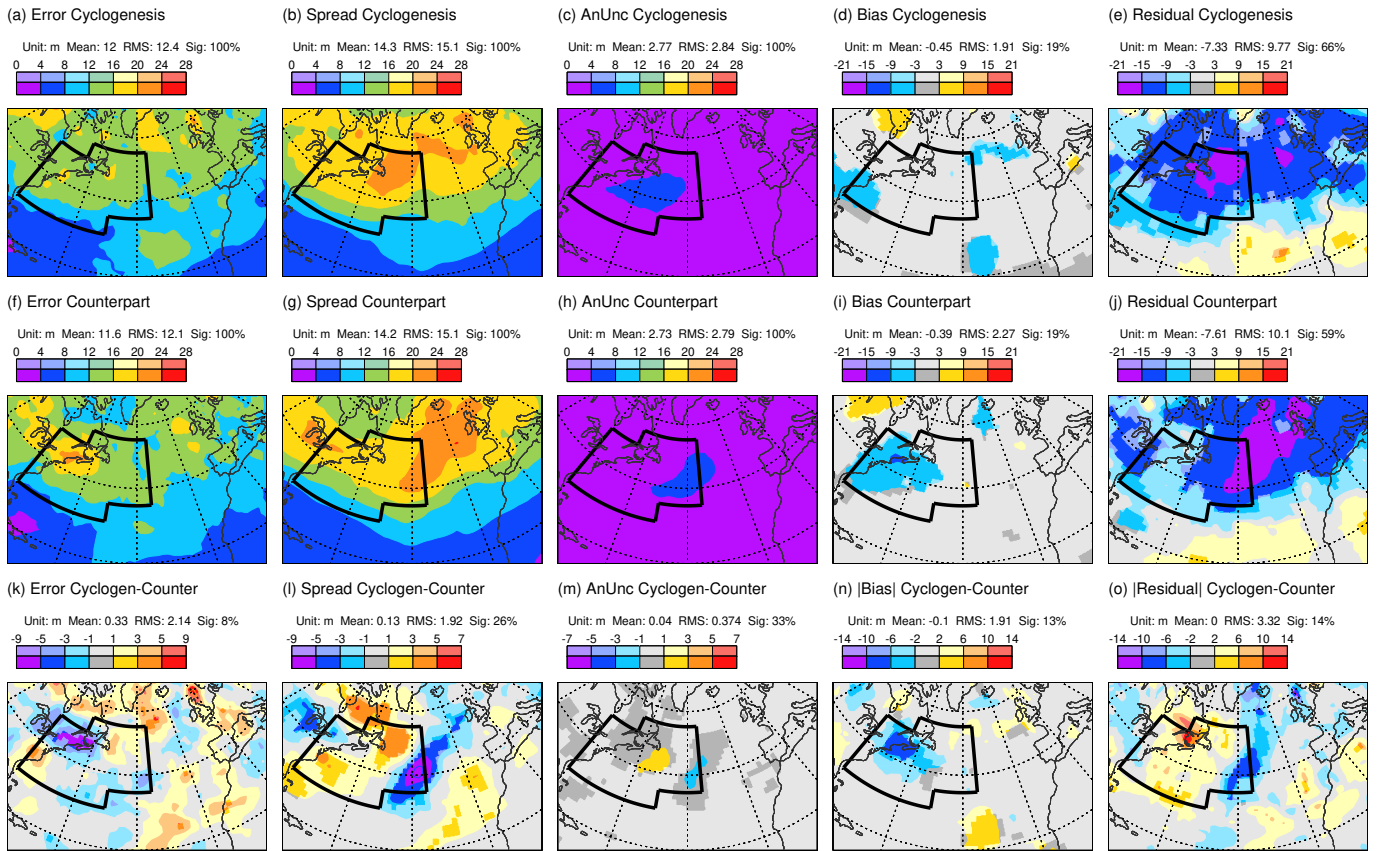 (a) Error Cyclogenesis
Unit: m Mean: 12 RMS: 12.4 Sig: 100%
0 4 8 12 16 20 24 28
(b) Spread Cyclogenesis
Unit: m Mean: 14.3 RMS: 15.1 Sig: 100%
0 4 8 12 16 20 24 28
(c) AnUnc Cyclogenesis
Unit: m Mean: 2.77 RMS: 2.84 Sig: 100%
0 4 8 12 16 20 24 28
(d) Bias Cyclogenesis
Unit: m Mean: -0.45 RMS: 1.91 Sig: 19%
-21 -15 -9 -3 3 9 15 21
(e) Residual Cyclogenesis
Unit: m Mean: -7.33 RMS: 9.77 Sig: 66%
-21 -15 -9 -3 3 9 15 21
(f) Error Counterpart
Unit: m Mean: 11.6 RMS: 12.1 Sig: 100%
0 4 8 12 16 20 24 28
(g) Spread Counterpart
Unit: m Mean: 14.2 RMS: 15.1 Sig: 100%
0 4 8 12 16 20 24 28
(h) AnUnc Counterpart
Unit: m Mean: 2.73 RMS: 2.79 Sig: 100%
0 4 8 12 16 20 24 28
(i) Bias Counterpart
Unit: m Mean: -0.39 RMS: 2.27 Sig: 19%
-21 -15 -9 -3 3 9 15 21
(j) Residual Counterpart
Unit: m Mean: -7.61 RMS: 10.1 Sig: 59%
-21 -15 -9 -3 3 9 15 21
(k) Error Cyclogen-Counter
Unit: m Mean: 0.33 RMS: 2.14 Sig: 8%
-9 -7 -5 -3 -1 1 3 5 7 9
(l) Spread Cyclogen-Counter
Unit: m Mean: 0.13 RMS: 1.92 Sig: 26%
-9 -7 -5 -3 -1 1 3 5 7
(m) AnUnc Cyclogen-Counter
Unit: m Mean: 0.04 RMS: 0.374 Sig: 33%
-7 -5 -3 -1 1 3 5 7
(n) |Bias| Cyclogen-Counter
Unit: m Mean: -0.1 RMS: 1.91 Sig: 13%
-14 -10 -6 -2 2 6 10 14
(o) |Residual| Cyclogen-Counter
Unit: m Mean: 0 RMS: 3.32 Sig: 14%
-14 -10 -6 -2 2 6 10 14